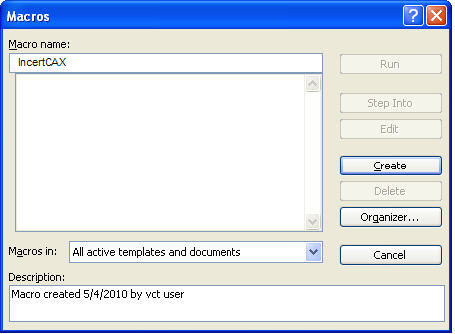 Macros
Macro name:
IncertCAX
Run
Step Into
Edit
Create
Delete
Organizer...
Macros in:
All active templates and documents
Cancel
Description:
Macro created 5/4/2010 by vct user